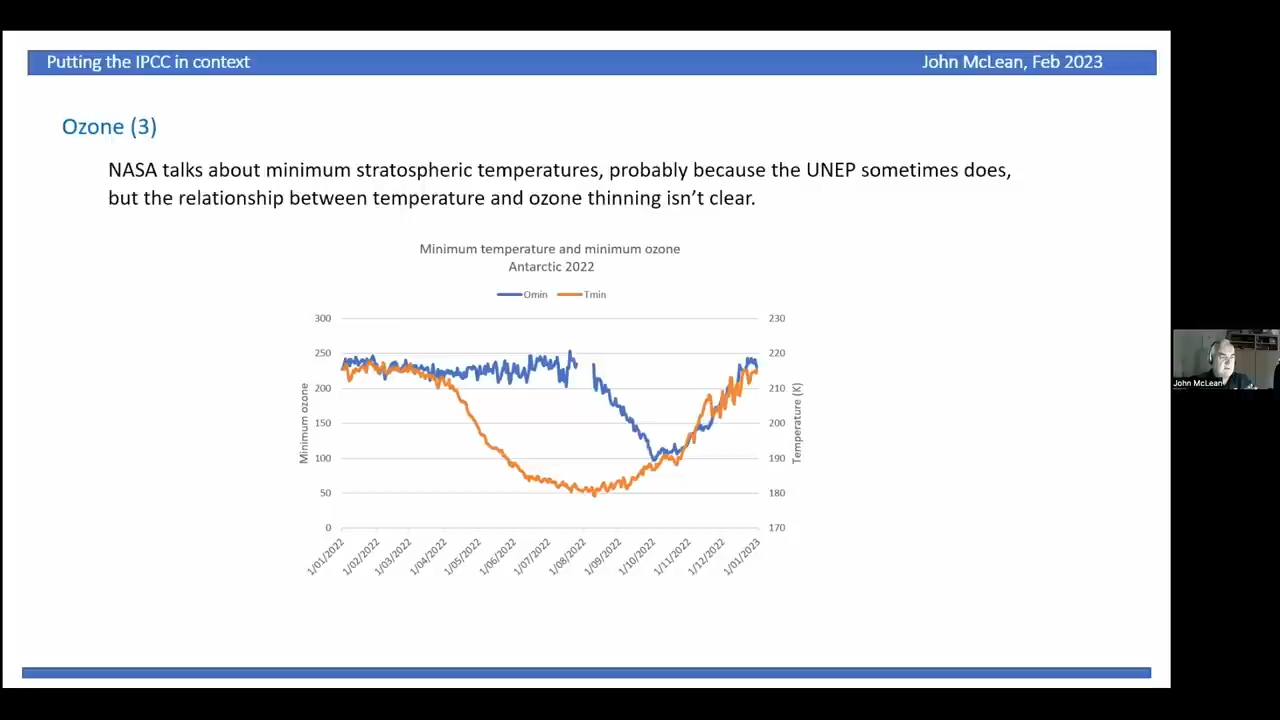 Putting the IPCC in context
John McLean, Feb 2023
Ozone (3)
NASA talks about minimum stratospheric temperatures, probably because the UNEP sometimes does,
but the relationship between temperature and ozone thinning isn't clear.
Minimum temperature and minimum ozone
Antarctic 2022
Omin Tmin
300
250
200
150
100
50
0
Minimum ozone
230
220
210
200
190
180
170
Temperature (K)
1/01/2022
1/02/2022
1/03/2022
1/04/2022
1/05/2022
1/06/2022
1/07/2022
1/08/2022
1/09/2022
1/10/2022
1/11/2022
1/12/2022
1/01/2023
John McLean